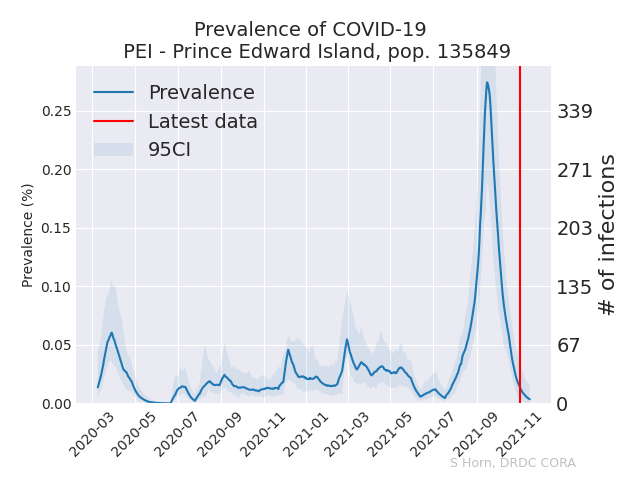 Prevalence of COVID-19
PEI - Prince Edward Island, pop. 135849
Prevalence
Latest data
95CI
Prevalence (%)
0.25
0.20
0.15
0.10
0.05
0.00
339
271
203
135
67
0
# of infections
2020-03
2020-05
2020-07
2020-09
2020-11
2021-01
2021-03
2021-05
2021-07
2021-09
2021-11
S Horn, DRDC CORA